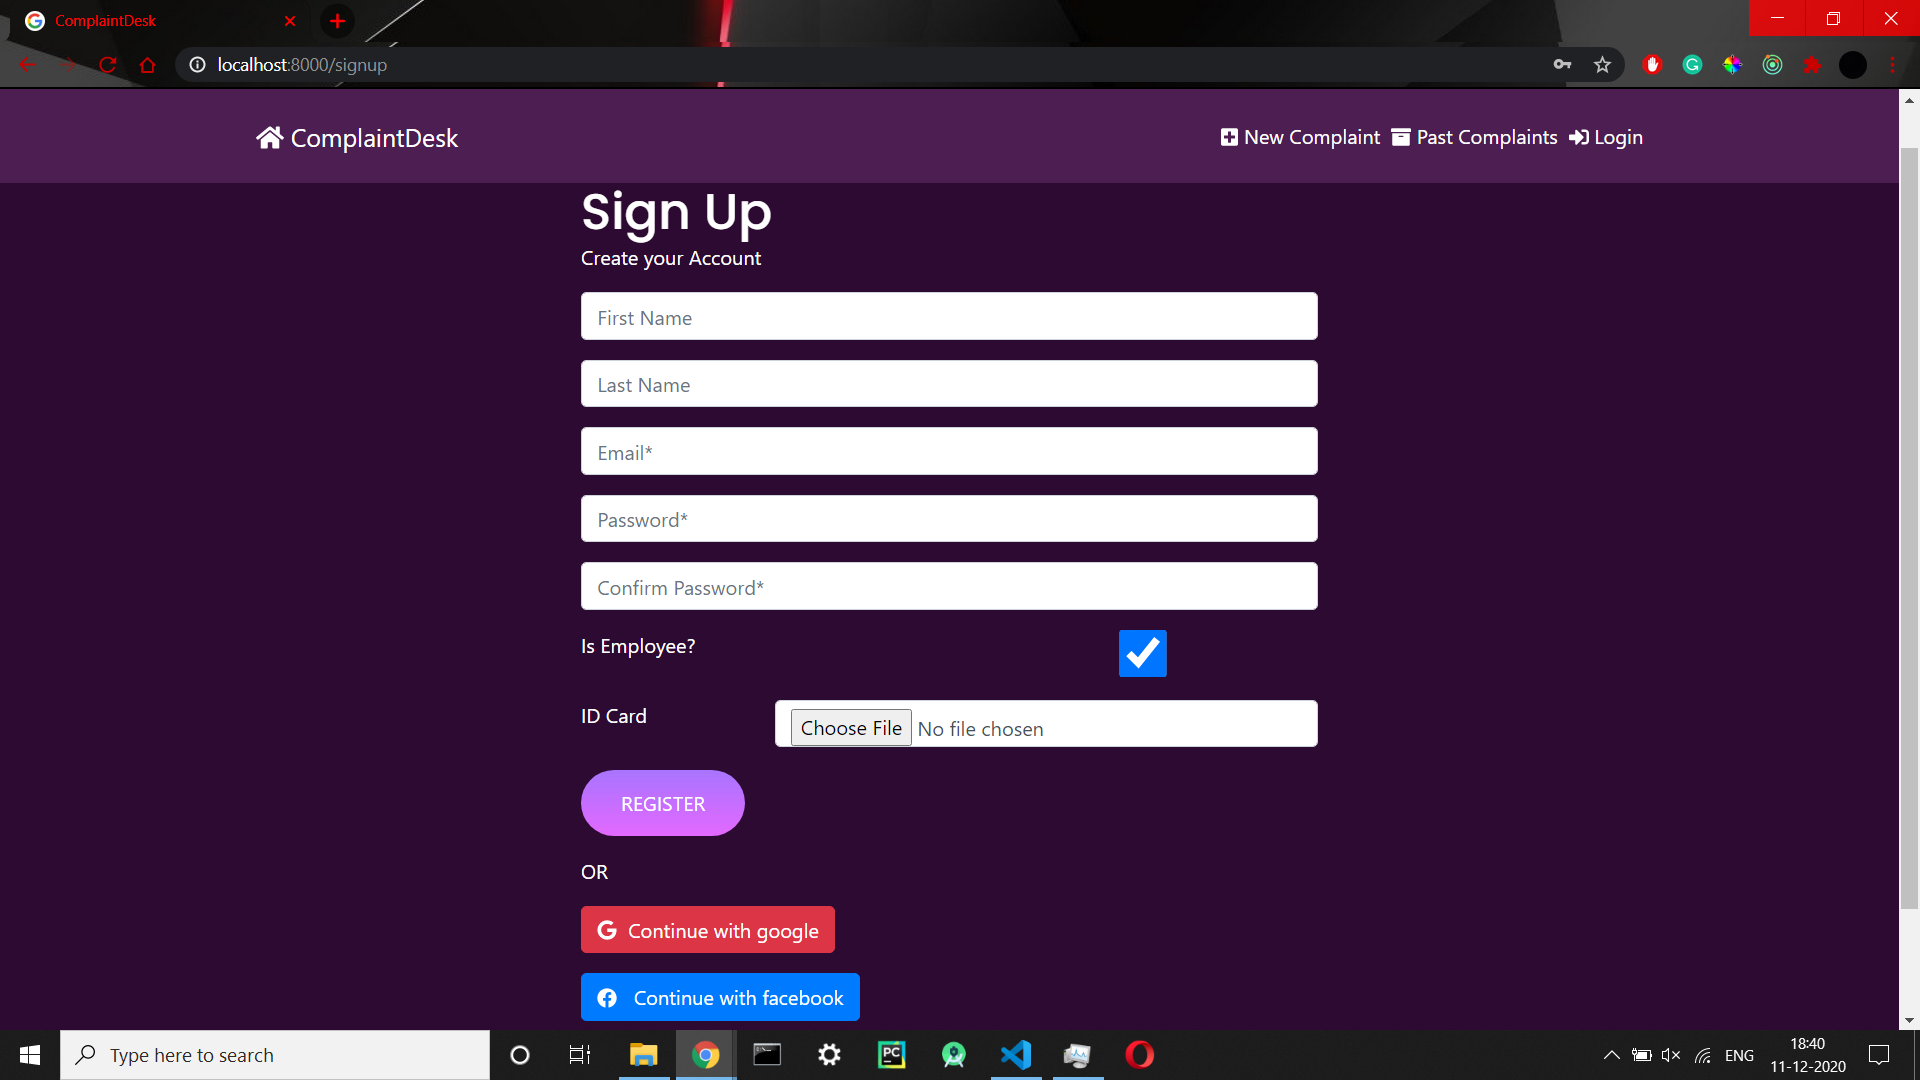 ComplaintDesk
localhost:8000/signup
ComplaintDesk
New Complaint Past Complaints Login
Sign Up
Create your Account
First Name
Last Name
Email*
Password*
Confirm Password*
Is Employee?
ID Card Choose File No file chosen
REGISTER
OR
Continue with google
Continue with facebook
Type here to search
PC
ENG
18:40
11-12-2020